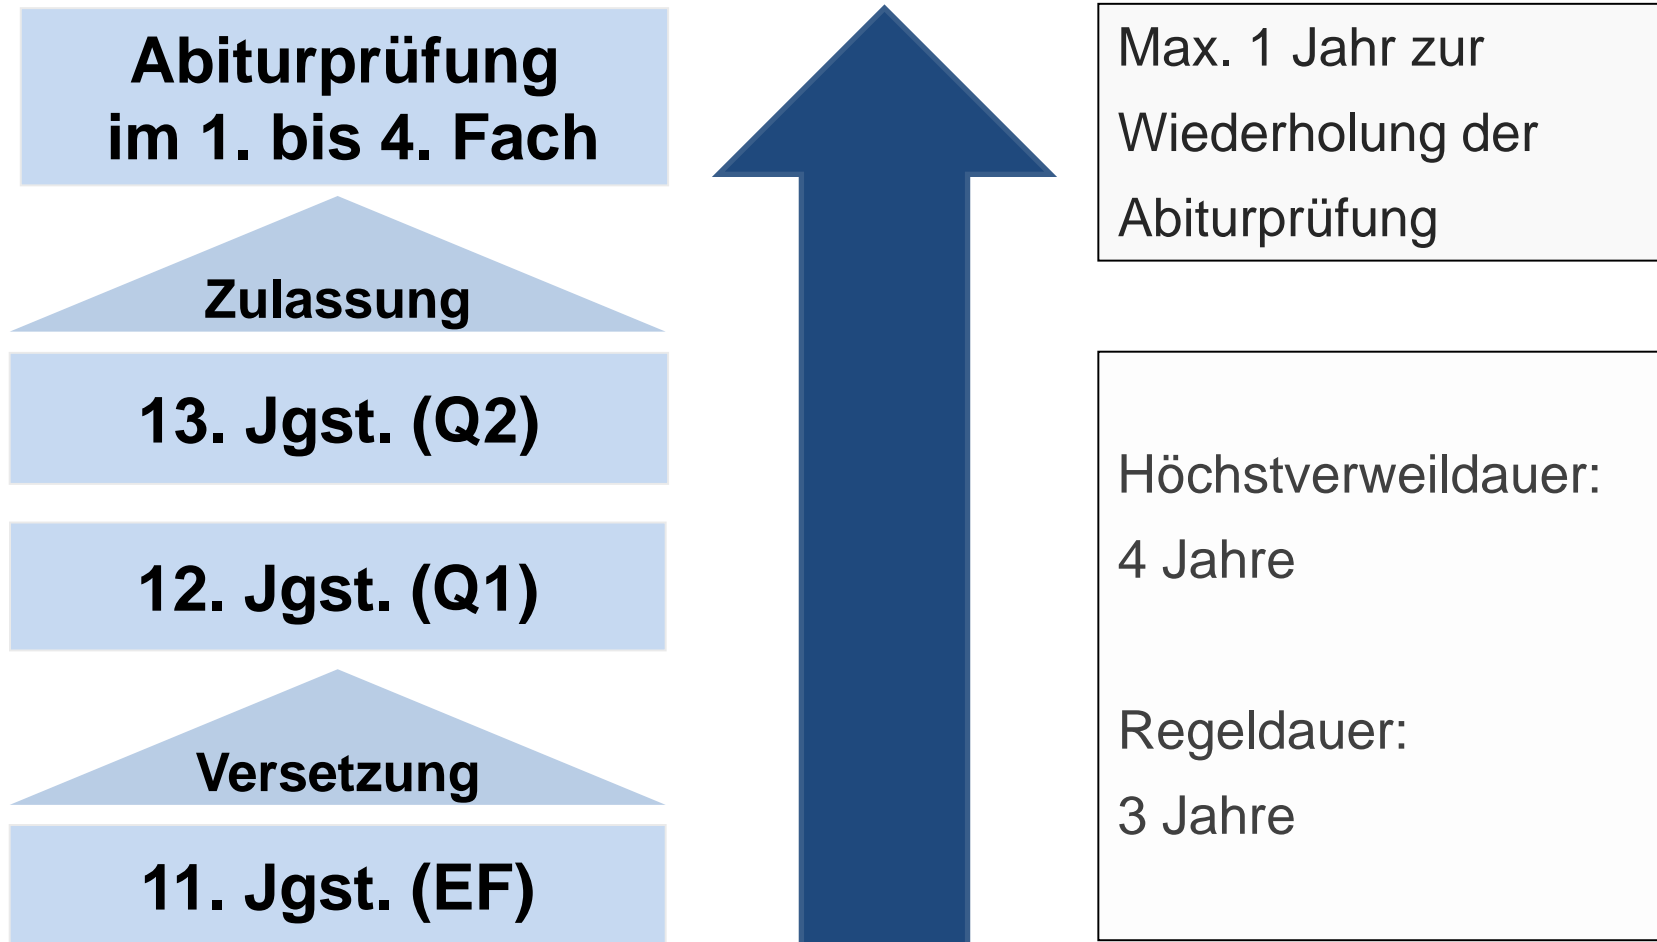 Abiturprüfung
im 1. bis 4. Fach
Zulassung
13. Jgst. (Q2)
12. Jgst. (Q1)
Versetzung
11. Jgst. (EF)
Max. 1 Jahr zur
Wiederholung der
Abiturprüfung
Höchstverweildauer:
4 Jahre
Regeldauer:
3 Jahre